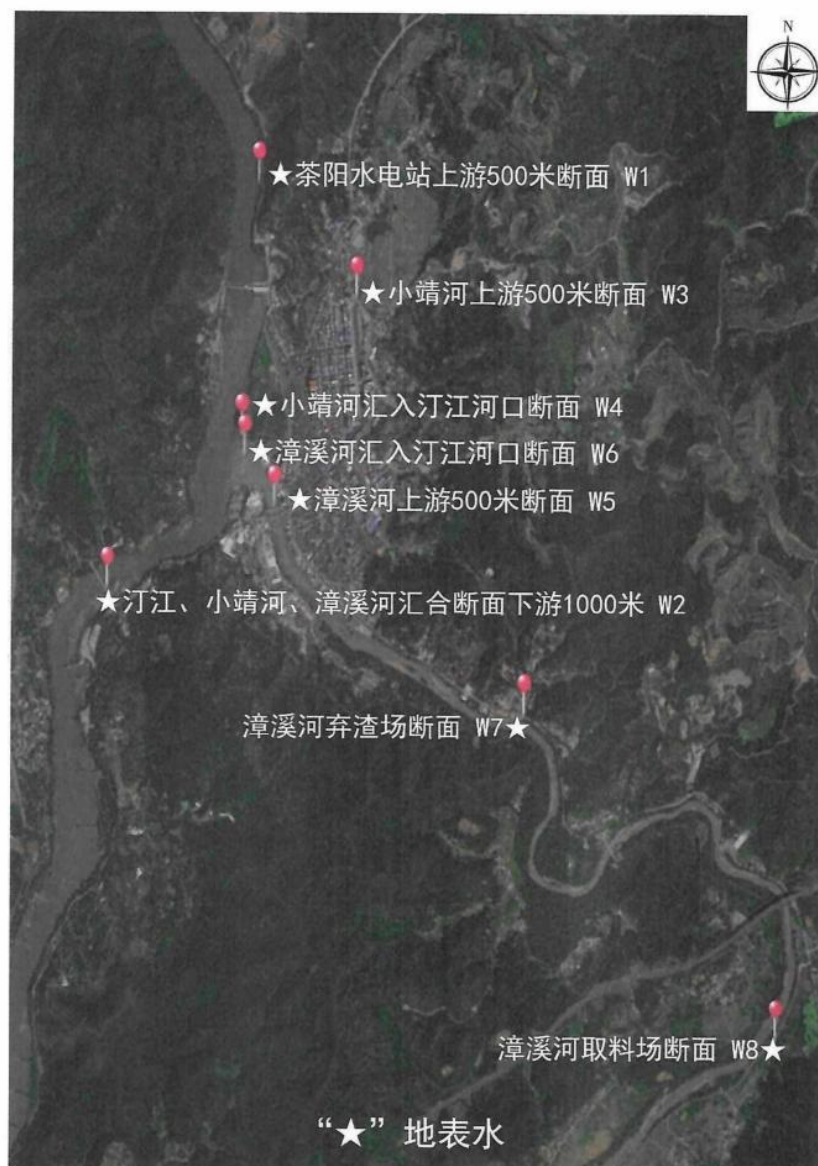 N
★茶阳水电站上游500米断面 W1
★小靖河上游500米断面 W3
★小靖河汇入汀江河口断面 W4
★漳溪河汇入汀江河口断面 W6
★漳溪河上游500米断面 W5
★汀江、小靖河、漳溪河汇合断面下游1000米 W2
漳溪河弃渣场断面 W7★
漳溪河取料场断面 W8★
“★”地表水